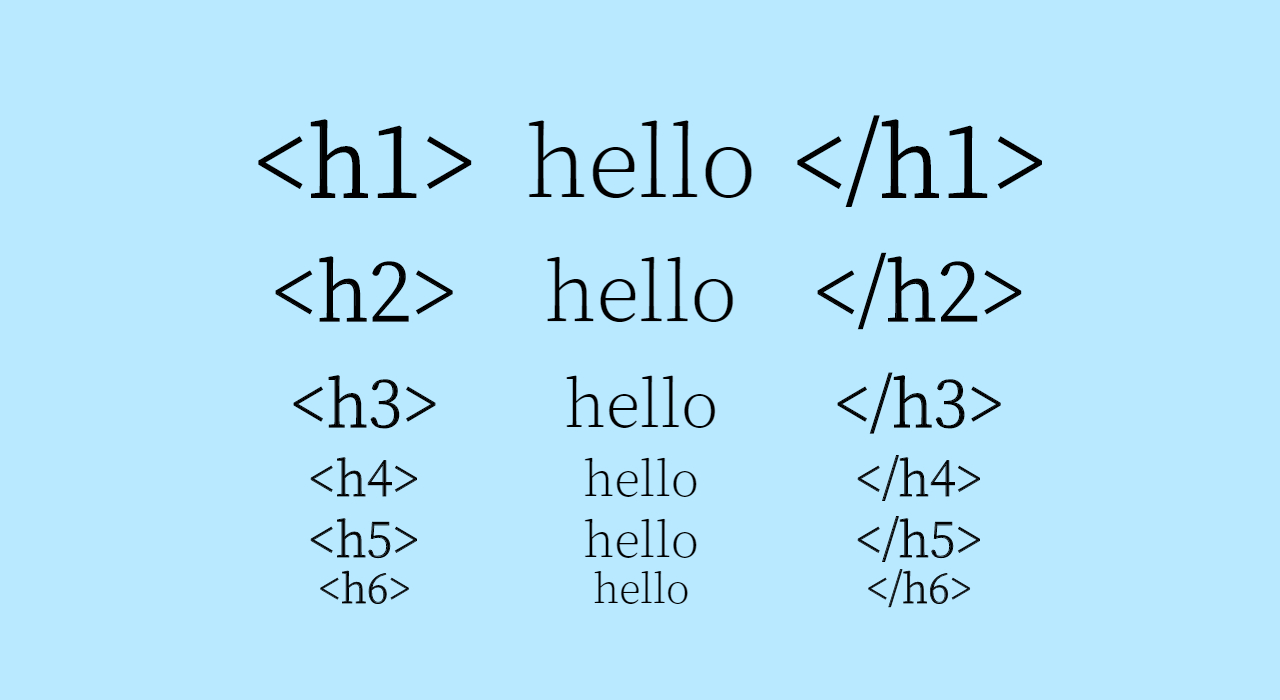 <h1> hello </h1>
<h2> hello </h2>
<h3> hello </h3>
<h4> hello </h4>
<h5> hello </h5>
<h6> hello </h6>